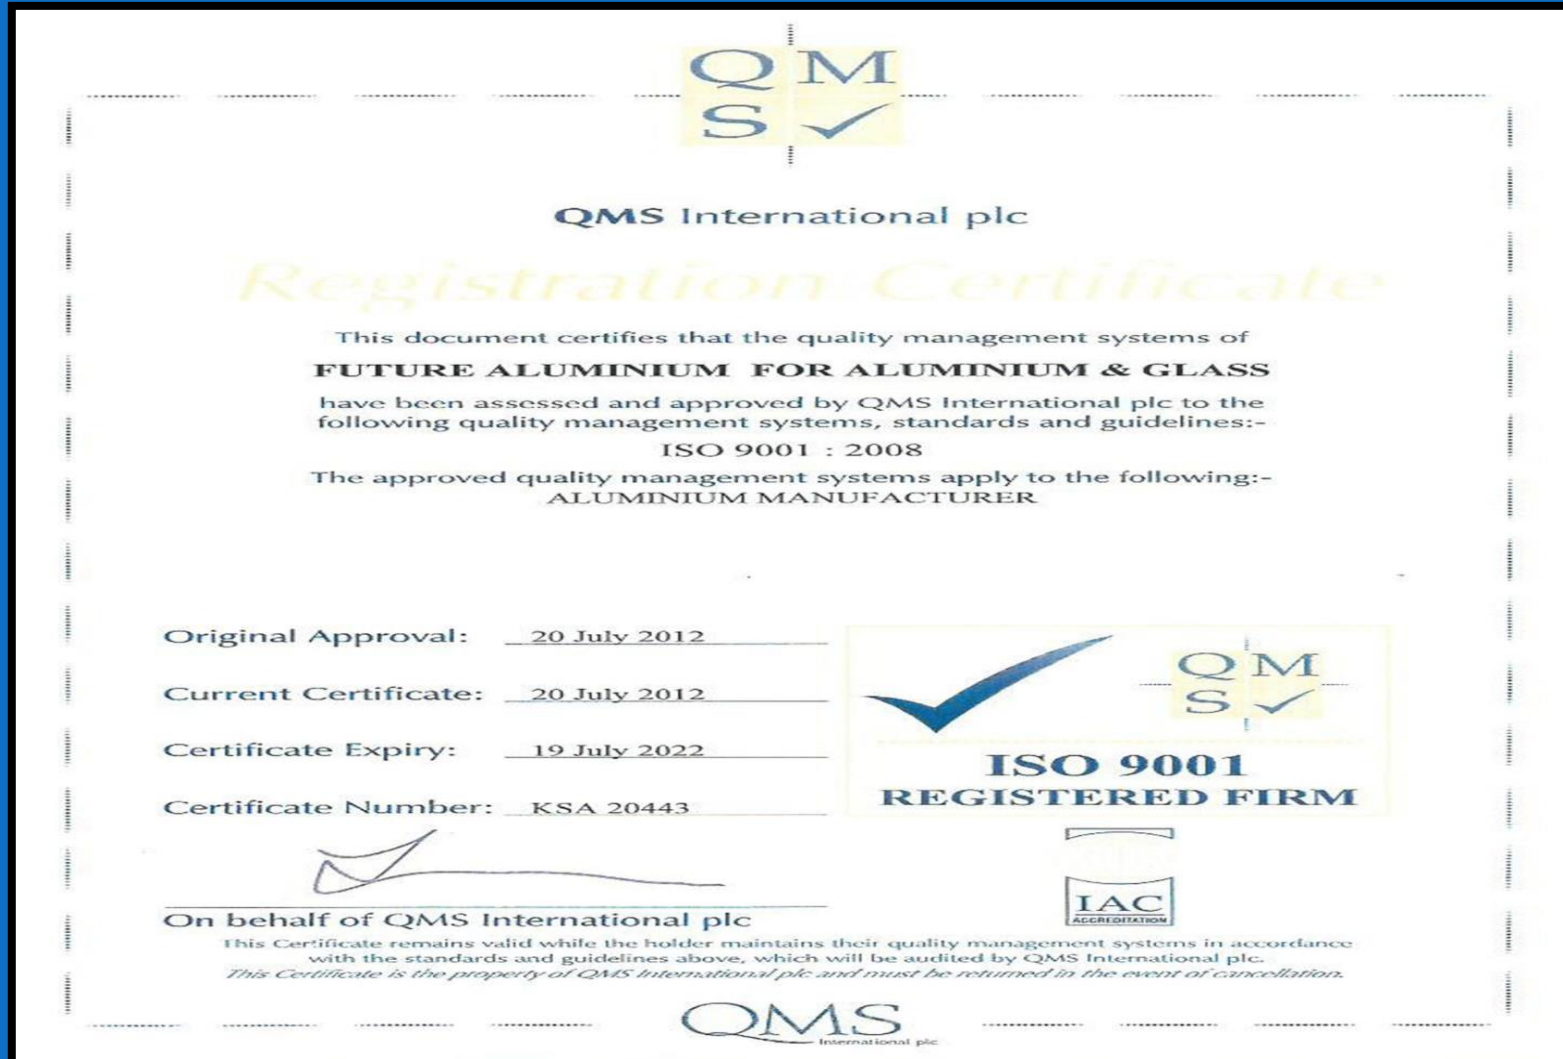 QM
S
QMS International plc
Registration Certificate
This document certifies that the quality management systems of
FUTURE ALUMINIUM FOR ALUMINIUM & GLASS
have been assessed and approved by QMS International plc to the
following quality management systems, standards and guidelines:-
ISO 9001 : 2008
The approved quality management systems apply to the following:-
ALUMINIUM MANUFACTURER
Original Approval: 20 July 2012
Current Certificate: 20 July 2012
Certificate Expiry: 19 July 2022
Certificate Number: KSA 20443
QM
S
ISO 9001
REGISTERED FIRM
IAC
ACCREDITATION
On behalf of QMS International plc
This Certificate remains valid while the holder maintains their quality management systems in accordance
with the standards and guidelines above, which will be audited by QMS International plc.
This Certificate is the property of QMS International plc and must be returned in the event of cancellation.
QMS
International plc